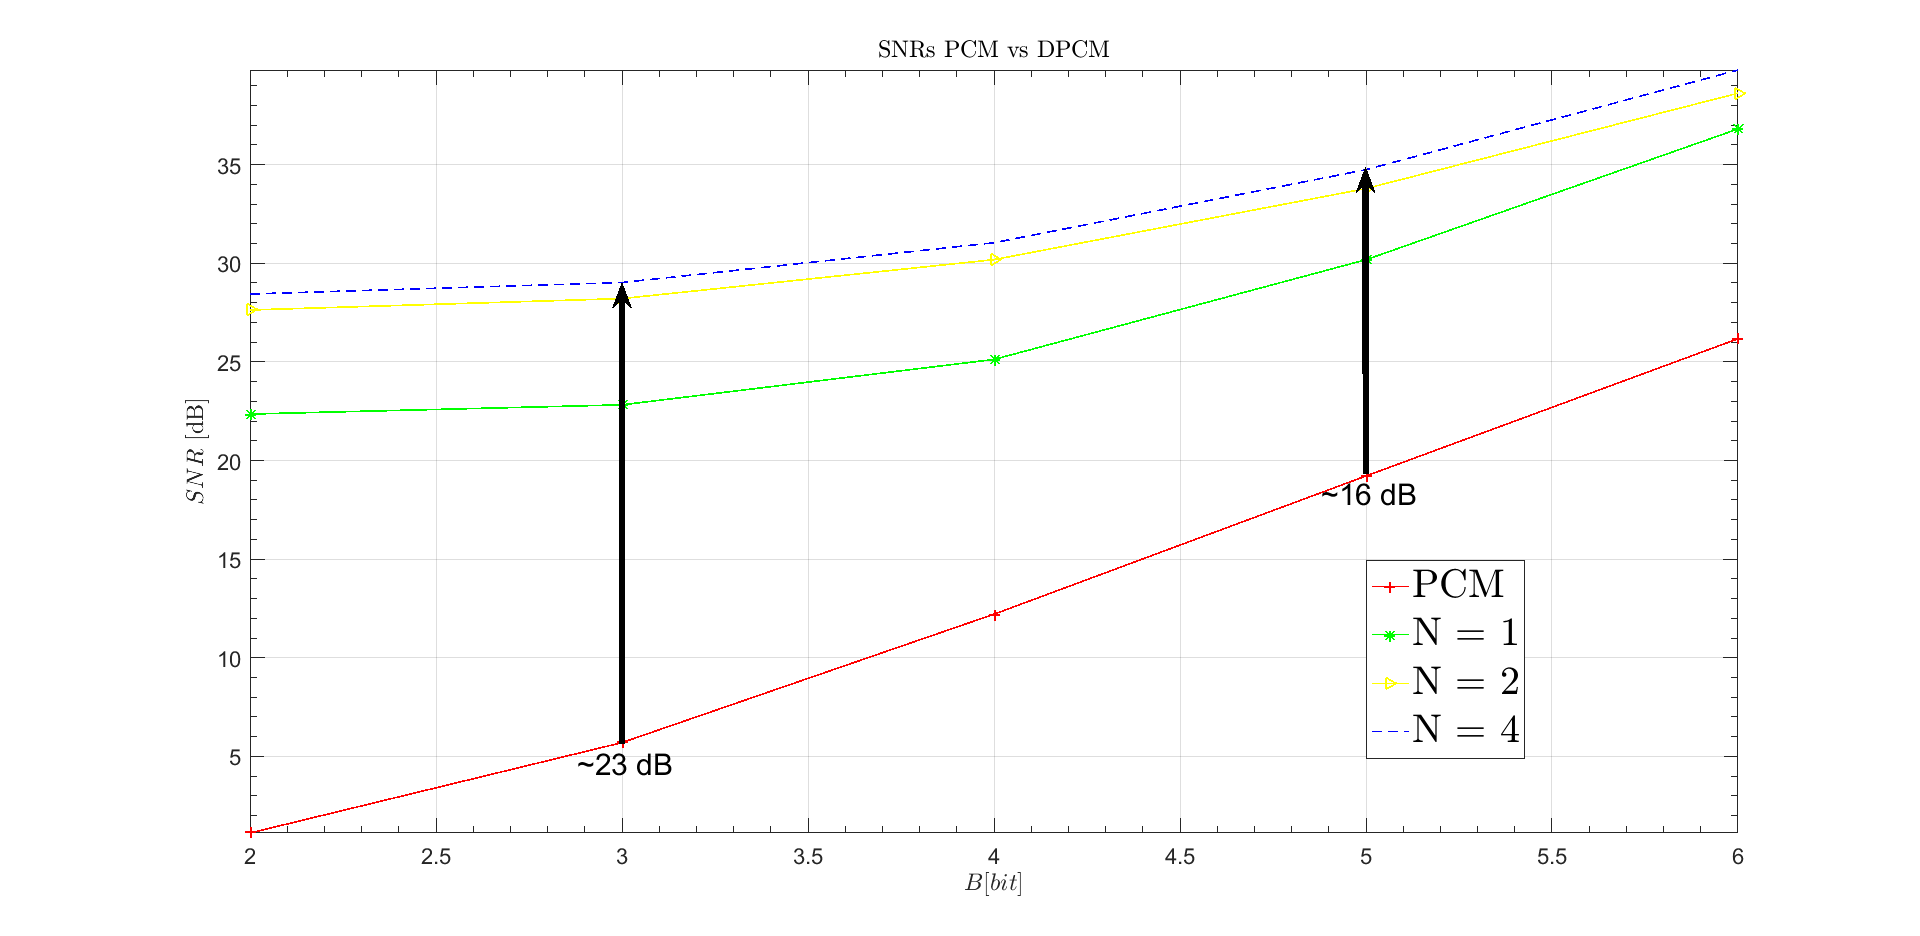 SNRs PCM vs DPCM
SNR [dB]
35
30
25
20
15
10
5
~23 dB
~16 dB
PCM
N = 1
N = 2
N = 4
2 2.5 3 3.5 4 4.5 5 5.5 6
B[bit]